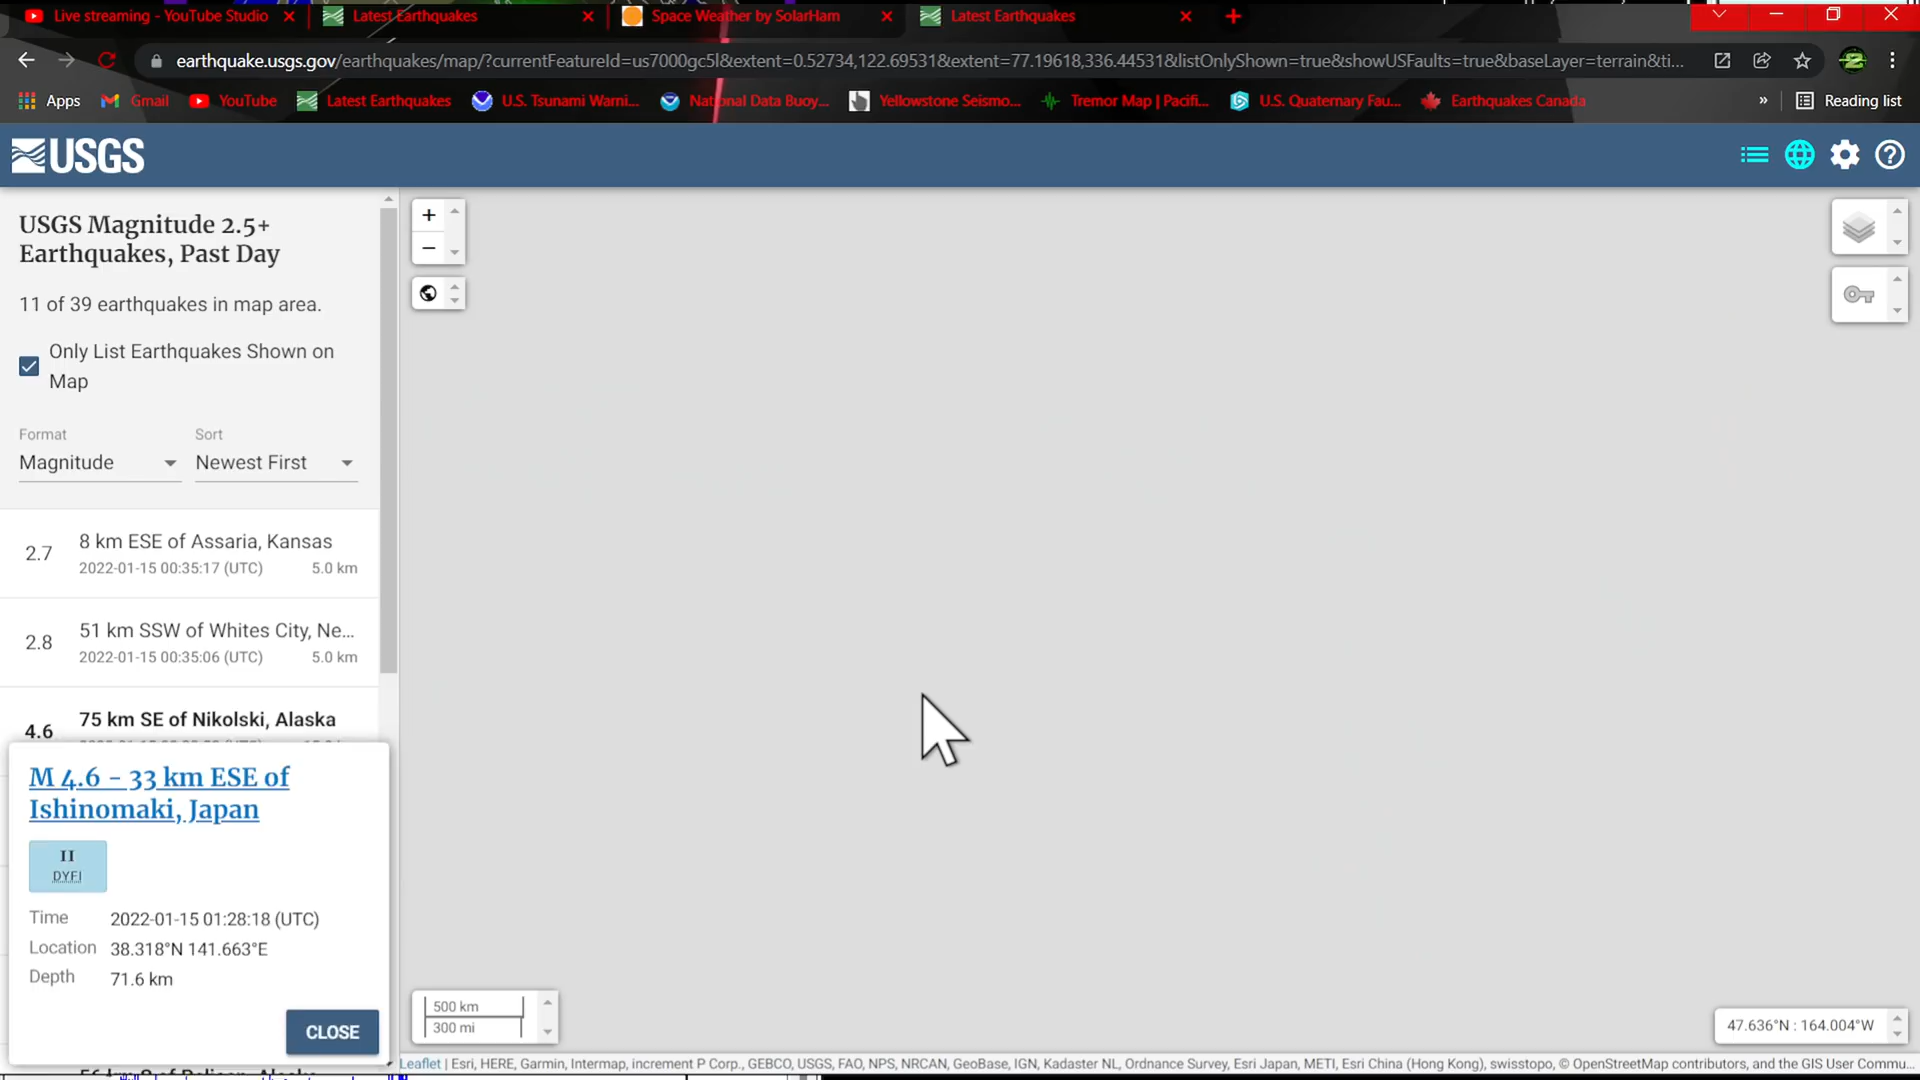 Live streaming - YouTube Studio
Latest Earthquakes
Space Weather by SolarHam
Latest Earthquakes
earthquake.usgs.gov/earthquakes/map/?currentFeatureId=us7000gc5l&extent=0.52734,122.69531&extent=77.19618,336.44531&listOnlyShown=true&showUSFaults=true&baseLayer=terrain&ti...
Apps
Gmail
YouTube
Latest Earthquakes
U.S. Tsunami Warni...
National Data Buoy...
Yellowstone Seismo...
Tremor Map | Pacifi...
U.S. Quaternary Fau...
Earthquakes Canada
»
Reading list
USGS
USGS Magnitude 2.5+
Earthquakes, Past Day
11 of 39 earthquakes in map area.
Only List Earthquakes Shown on
Map
Format
Sort
Magnitude
Newest First
2.7
8 km ESE of Assaria, Kansas
2022-01-15 00:35:17 (UTC)
5.0 km
2.8
51 km SSW of Whites City, Ne...
2022-01-15 00:35:06 (UTC)
5.0 km
4.6
75 km SE of Nikolski, Alaska
M 4.6 - 33 km ESE of
Ishinomaki, Japan
II
DYFI
Time 2022-01-15 01:28:18 (UTC)
Location 38.318°N 141.663°E
Depth 71.6 km
CLOSE
+
−
500 km
300 mi
47.636°N : 164.004°W
Leaflet | Esri, HERE, Garmin, Intermap, increment P Corp., GEBCO, USGS, FAO, NPS, NRCAN, GeoBase, IGN, Kadaster NL, Ordnance Survey, Esri Japan, METI, Esri China (Hong Kong), swisstopo, © OpenStreetMap contributors, and the GIS User Commu...